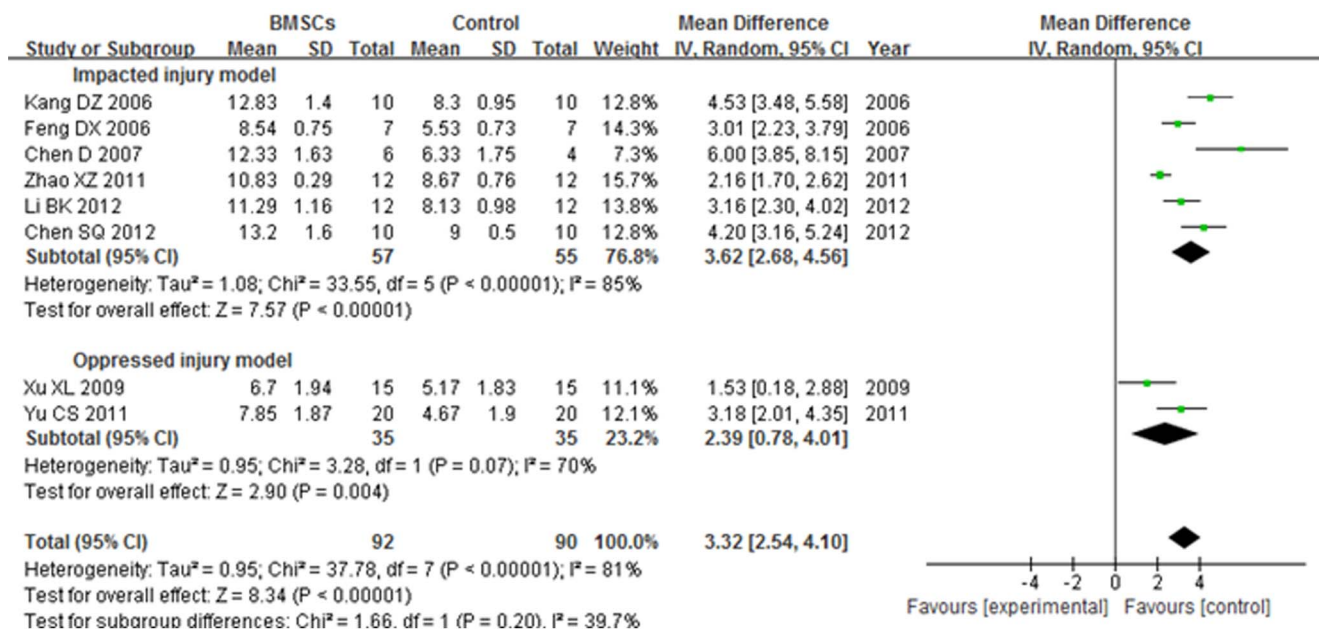 BMSCs Control Mean Difference Mean Difference
Study or Subgroup Mean SD Total Mean SD Total Weight IV, Random, 95% CI Year IV, Random, 95% CI
Impacted injury model
Kang DZ 2006 12.83 1.4 10 8.3 0.95 10 12.8% 4.53 [3.48, 5.58] 2006
Feng DX 2006 8.54 0.75 7 5.53 0.73 7 14.3% 3.01 [2.23, 3.79] 2006
Chen D 2007 12.33 1.63 6 6.33 1.75 4 7.3% 6.00 [3.85, 8.15] 2007
Zhao XZ 2011 10.83 0.29 12 8.67 0.76 12 15.7% 2.16 [1.70, 2.62] 2011
Li BK 2012 11.29 1.16 12 8.13 0.98 12 13.8% 3.16 [2.30, 4.02] 2012
Chen SQ 2012 13.2 1.6 10 9 0.5 10 12.8% 4.20 [3.16, 5.24] 2012
Subtotal (95% CI) 57 55 76.8% 3.62 [2.68, 4.56]
Heterogeneity: Tau² = 1.08; Chi² = 33.55, df = 5 (P < 0.00001); I² = 85%
Test for overall effect: Z = 7.57 (P < 0.00001)
Oppressed injury model
Xu XL 2009 6.7 1.94 15 5.17 1.83 15 11.1% 1.53 [0.18, 2.88] 2009
Yu CS 2011 7.85 1.87 20 4.67 1.9 20 12.1% 3.18 [2.01, 4.35] 2011
Subtotal (95% CI) 35 35 23.2% 2.39 [0.78, 4.01]
Heterogeneity: Tau² = 0.95; Chi² = 3.28, df = 1 (P = 0.07); I² = 70%
Test for overall effect: Z = 2.90 (P = 0.004)
Total (95% CI) 92 90 100.0% 3.32 [2.54, 4.10]
Heterogeneity: Tau² = 0.95; Chi² = 37.78, df = 7 (P < 0.00001); I² = 81%
Test for overall effect: Z = 8.34 (P < 0.00001)
Test for subgroup differences: Chi² = 1.66, df = 1 (P = 0.20), I² = 39.7%
-4 -2 0 2 4
Favours [experimental] Favours [control]